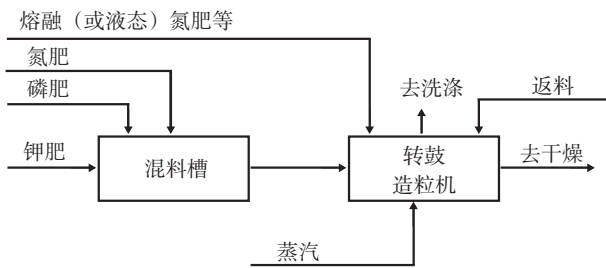 熔融（或液态）氮肥等
氮肥
磷肥
去洗涤
返料
钾肥
混料槽
转鼓
造粒机
去干燥
蒸汽